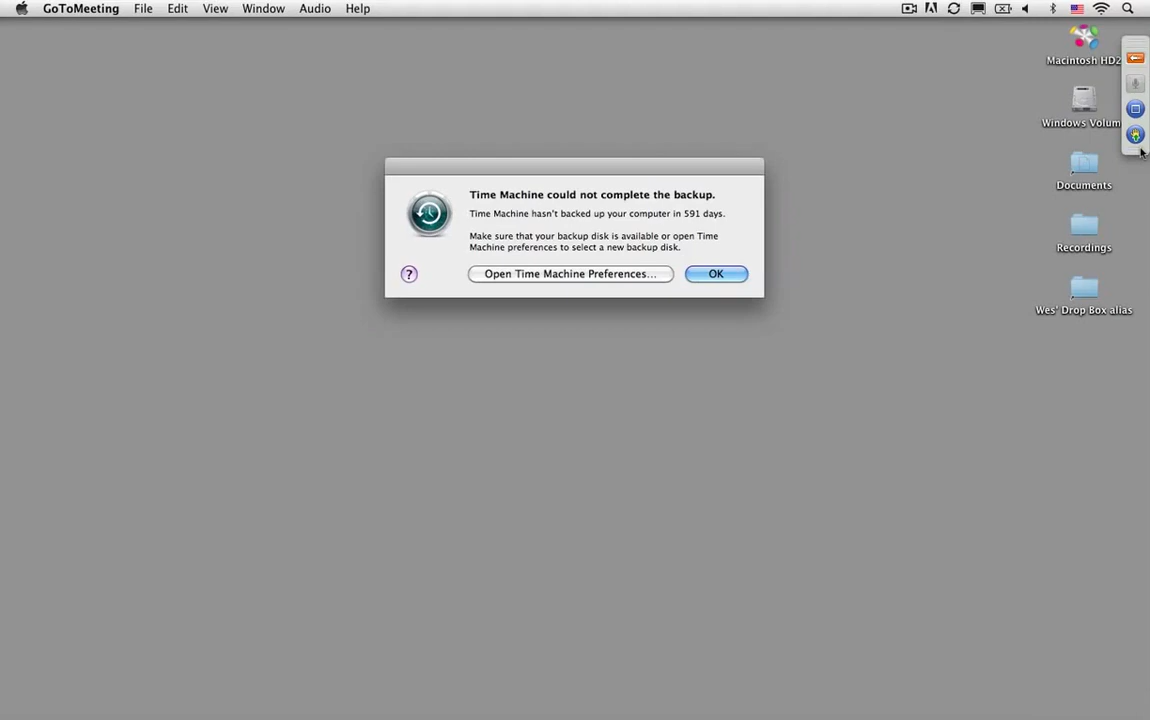 GoToMeeting File Edit View Window Audio Help
Macintosh HD2
Windows Volum
Documents
Recordings
Wes' Drop Box alias
Time Machine could not complete the backup.
Time Machine hasn't backed up your computer in 591 days.
Make sure that your backup disk is available or open Time
Machine preferences to select a new backup disk.
? Open Time Machine Preferences... OK